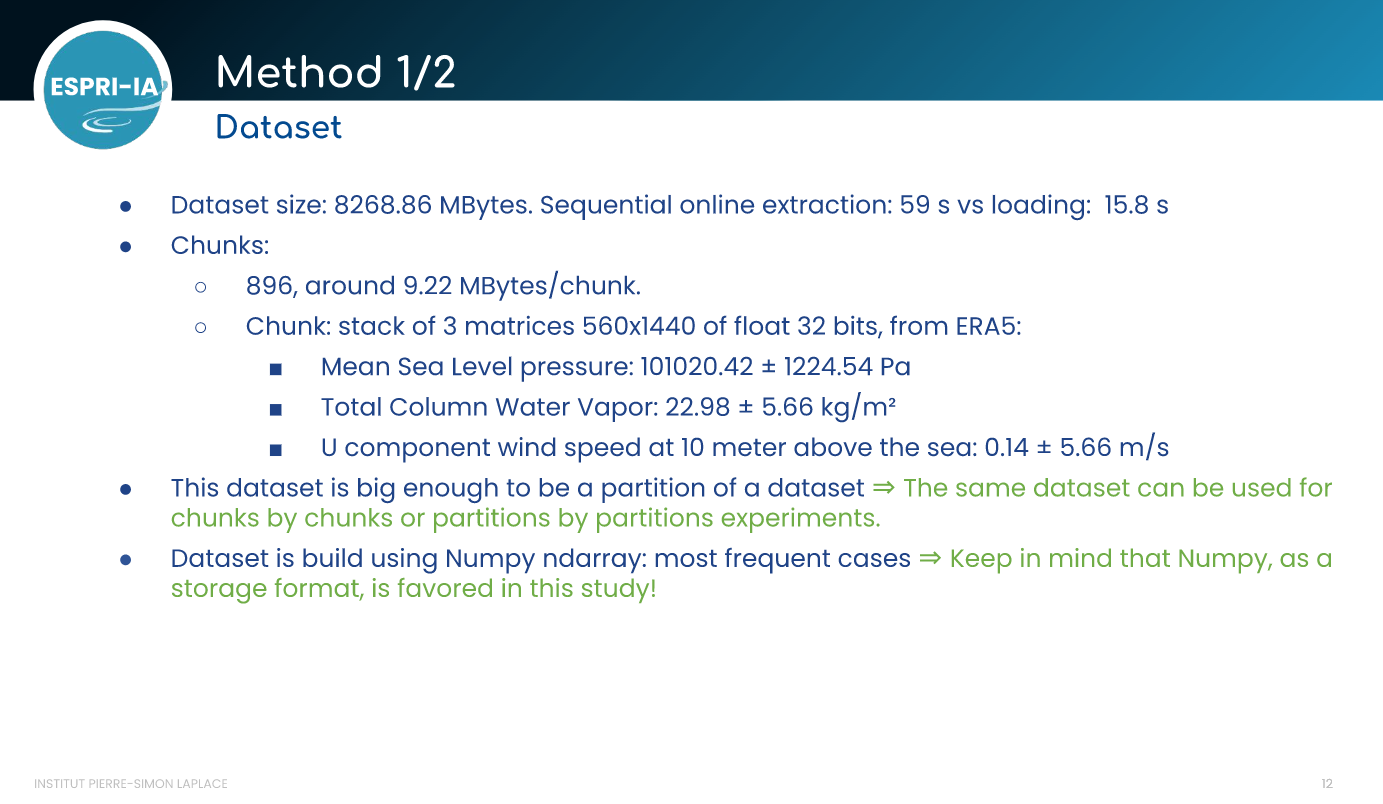 ESPRI-IA
Method 1/2
Dataset
● Dataset size: 8268.86 MBytes. Sequential online extraction: 59 s vs loading:  15.8 s
● Chunks:
○ 896, around 9.22 MBytes/chunk.
○ Chunk: stack of 3 matrices 560x1440 of float 32 bits, from ERA5:
■ Mean Sea Level pressure: 101020.42 ± 1224.54 Pa
■ Total Column Water Vapor: 22.98 ± 5.66 kg/m²
■ U component wind speed at 10 meter above the sea: 0.14 ± 5.66 m/s
● This dataset is big enough to be a partition of a dataset ⇒ The same dataset can be used for
chunks by chunks or partitions by partitions experiments.
● Dataset is build using Numpy ndarray: most frequent cases ⇒ Keep in mind that Numpy, as a
storage format, is favored in this study!
INSTITUT PIERRE-SIMON LAPLACE
12